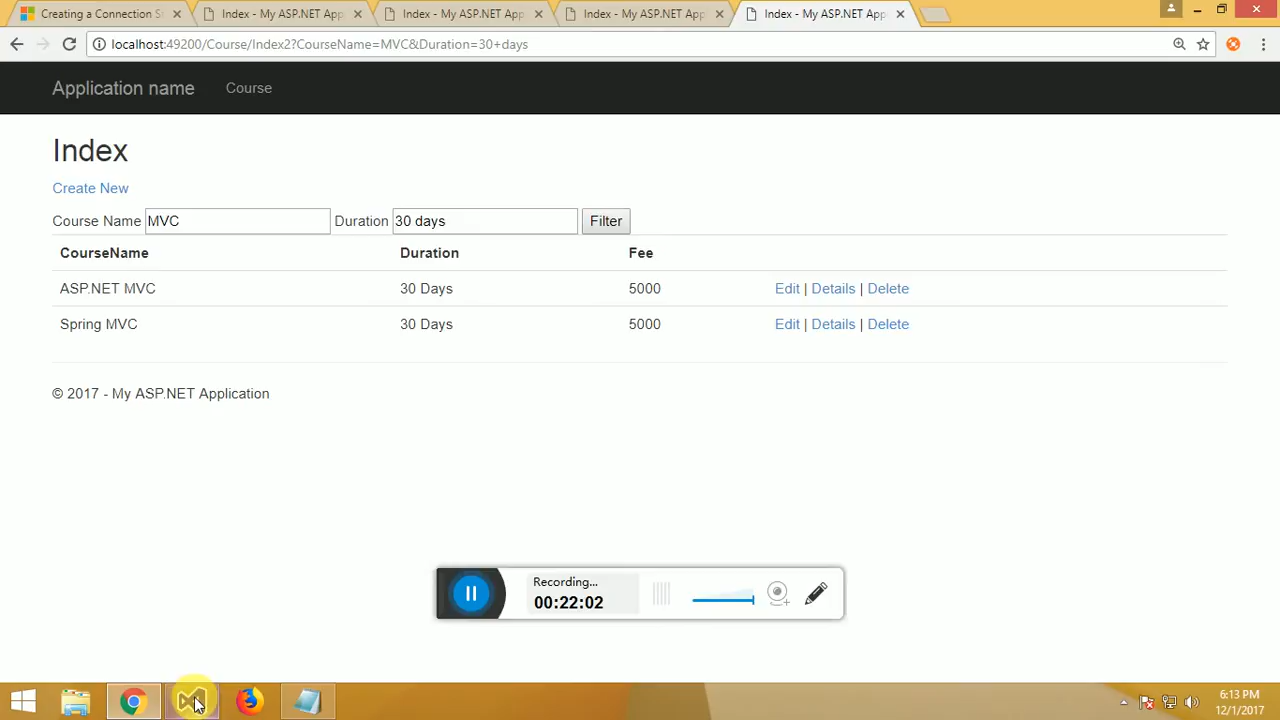 Creating a Connection S
Index - My ASP.NET App
Index - My ASP.NET App
Index - My ASP.NET App
Index - My ASP.NET App
localhost:49200/Course/Index2?CourseName=MVC&Duration=30+days
Application name Course
Index
Create New
Course Name MVC Duration 30 days Filter
CourseName Duration Fee
ASP.NET MVC 30 Days 5000 Edit | Details | Delete
Spring MVC 30 Days 5000 Edit | Details | Delete
© 2017 - My ASP.NET Application
Recording...
00:22:02
6:13 PM
12/1/2017